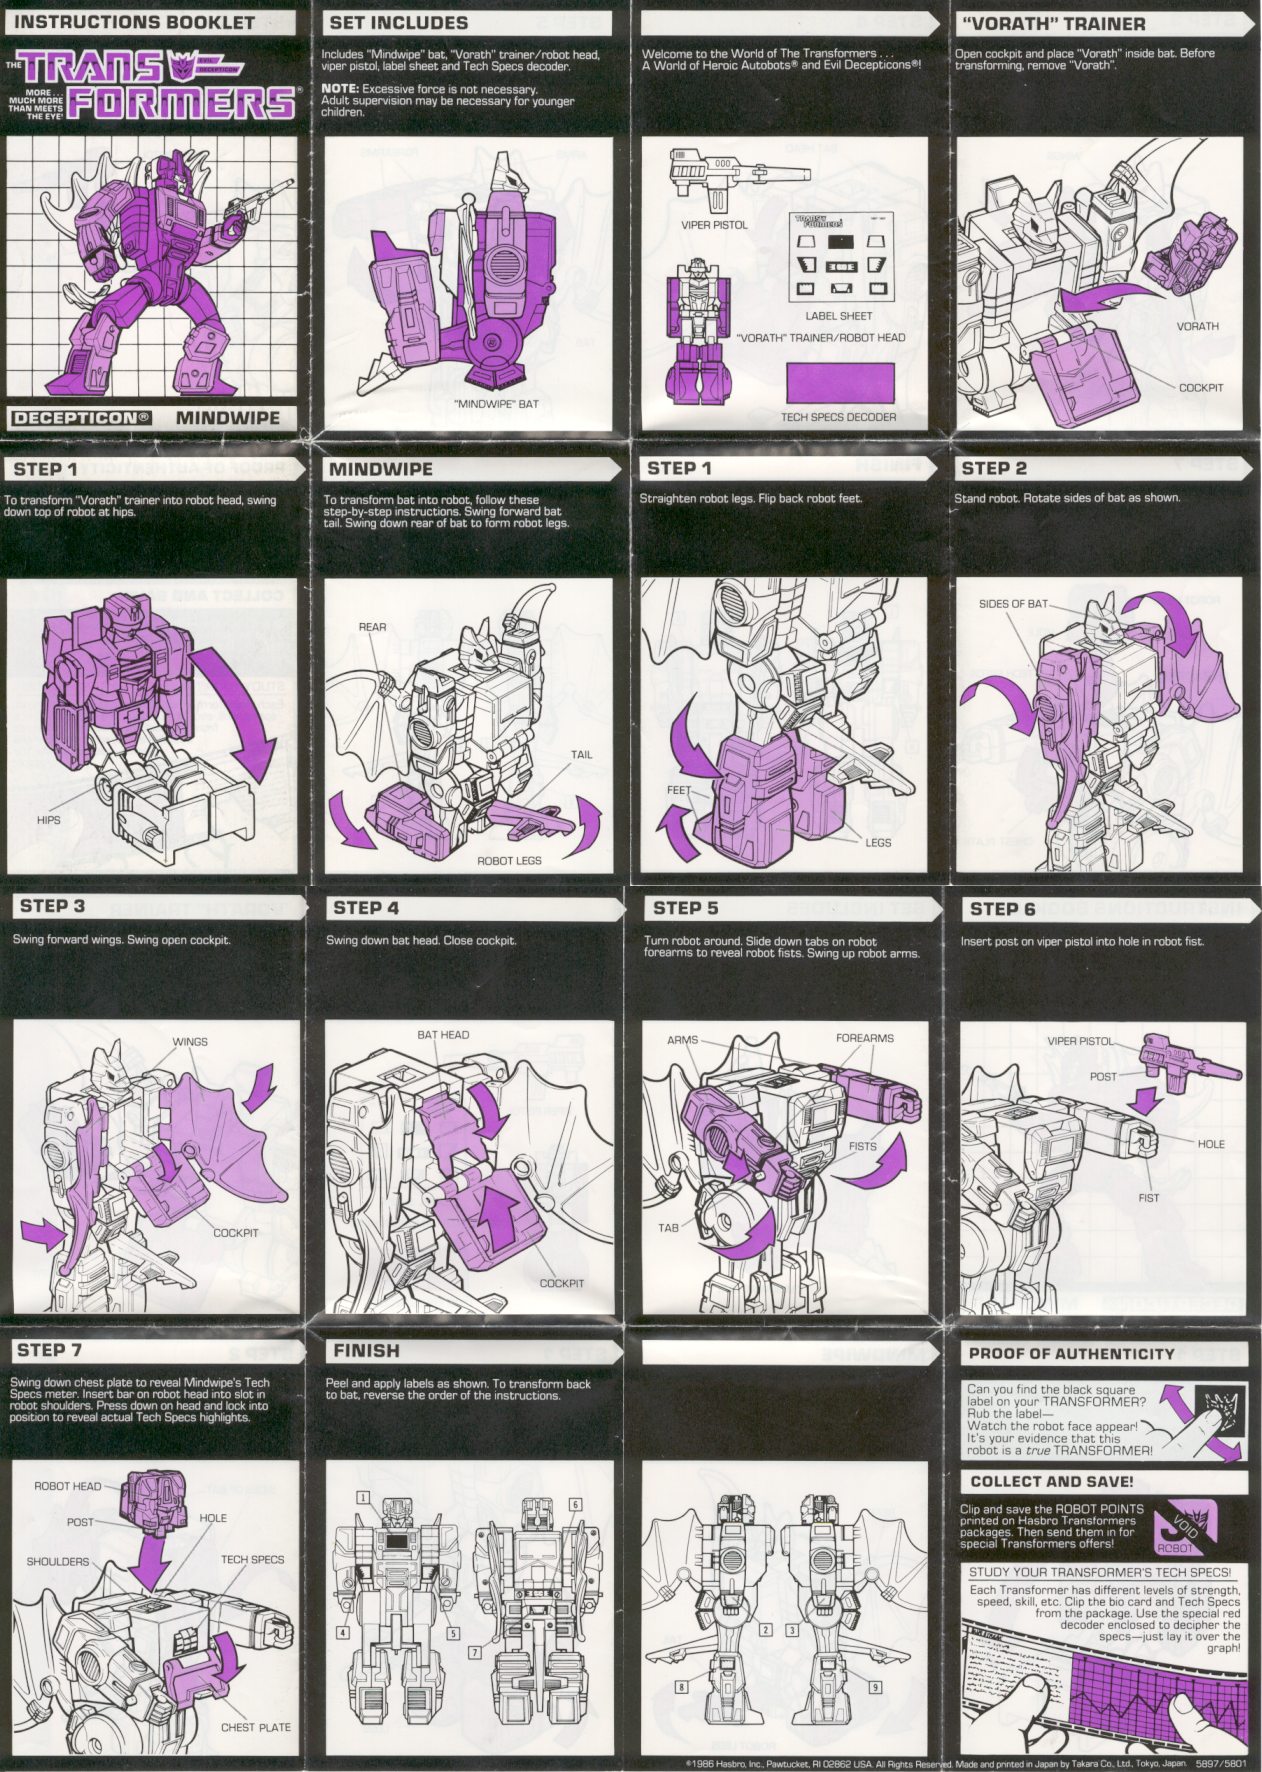 INSTRUCTIONS BOOKLET
THE TRANSFORMERS®
EVIL
DECEPTICON
MORE...
MUCH MORE
THAN MEETS
THE EYE
DECEPTICON® MINDWIPE
SET INCLUDES
Includes "Mindwipe" bat, "Vorath" trainer/robot head,
viper pistol, label sheet and Tech Specs decoder.
NOTE: Excessive force is not necessary.
Adult supervision may be necessary for younger
children.
"MINDWIPE" BAT
Welcome to the World of The Transformers . . .
A World of Heroic Autobots® and Evil Decepticons®!
VIPER PISTOL
LABEL SHEET
"VORATH" TRAINER/ROBOT HEAD
TECH SPECS DECODER
"VORATH" TRAINER
Open cockpit and place "Vorath" inside bat. Before
transforming, remove "Vorath".
VORATH
COCKPIT
STEP 1
To transform "Vorath" trainer into robot head, swing
down top of robot at hips.
HIPS
MINDWIPE
To transform bat into robot, follow these
step-by-step instructions. Swing forward bat
tail. Swing down rear of bat to form robot legs.
REAR
TAIL
ROBOT LEGS
STEP 1
Straighten robot legs. Flip back robot feet.
FEET
LEGS
STEP 2
Stand robot. Rotate sides of bat as shown.
SIDES OF BAT
STEP 3
Swing forward wings. Swing open cockpit.
WINGS
COCKPIT
STEP 4
Swing down bat head. Close cockpit.
BAT HEAD
COCKPIT
STEP 5
Turn robot around. Slide down tabs on robot
forearms to reveal robot fists. Swing up robot arms.
ARMS
FOREARMS
FISTS
TAB
STEP 6
Insert post on viper pistol into hole in robot fist.
VIPER PISTOL
POST
HOLE
FIST
STEP 7
Swing down chest plate to reveal Mindwipe's Tech
Specs meter. Insert bar on robot head into slot in
robot shoulders. Press down on head and lock into
position to reveal actual Tech Specs highlights.
ROBOT HEAD
POST
HOLE
SHOULDERS
TECH SPECS
CHEST PLATE
FINISH
Peel and apply labels as shown. To transform back
to bat, reverse the order of the instructions.
1
6
4
5
7
2
3
8
9
PROOF OF AUTHENTICITY
Can you find the black square
label on your TRANSFORMER?
Rub the label—
Watch the robot face appear!
It's your evidence that this
robot is a true TRANSFORMER!
COLLECT AND SAVE!
Clip and save the ROBOT POINTS
printed on Hasbro Transformers
packages. Then send them in for
special Transformers offers!
VOID
ROBOT
STUDY YOUR TRANSFORMER'S TECH SPECS!
Each Transformer has different levels of strength,
speed, skill, etc. Clip the bio card and Tech Specs
from the package. Use the special red
decoder enclosed to decipher the
specs—just lay it over the
graph!
©1986 Hasbro, Inc., Pawtucket, RI 02862 USA. All Rights Reserved. Made and printed in Japan by Takara Co., Ltd., Tokyo, Japan. 5897/5801